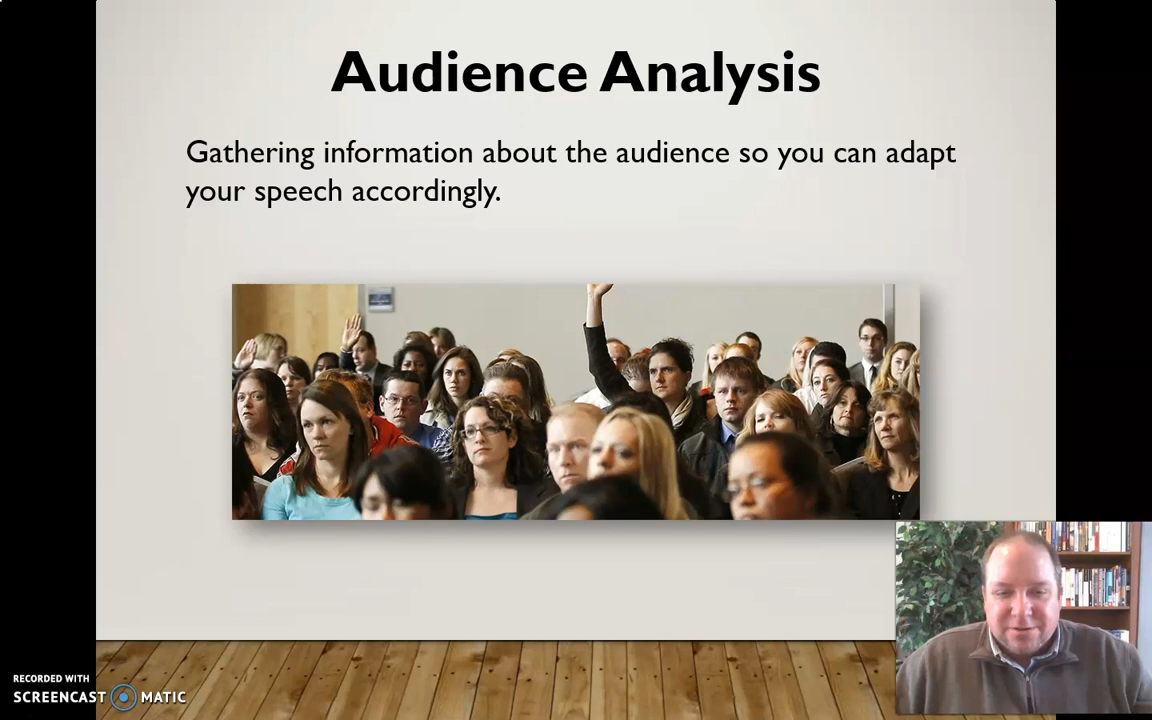 Audience Analysis
Gathering information about the audience so you can adapt
your speech accordingly.
RECORDED WITH
SCREENCAST MATIC